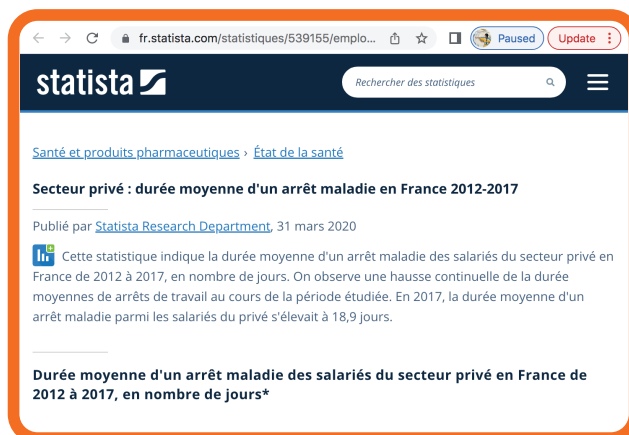 fr.statista.com/statistiques/539155/emplo...
Paused
Update
statista
Rechercher des statistiques
Santé et produits pharmaceutiques › État de la santé
Secteur privé : durée moyenne d'un arrêt maladie en France 2012-2017
Publié par Statista Research Department, 31 mars 2020
Cette statistique indique la durée moyenne d'un arrêt maladie des salariés du secteur privé en
France de 2012 à 2017, en nombre de jours. On observe une hausse continuelle de la durée
moyennes de arrêts de travail au cours de la période étudiée. En 2017, la durée moyenne d'un
arrêt maladie parmi les salariés du privé s'élevait à 18,9 jours.
Durée moyenne d'un arrêt maladie des salariés du secteur privé en France de
2012 à 2017, en nombre de jours*